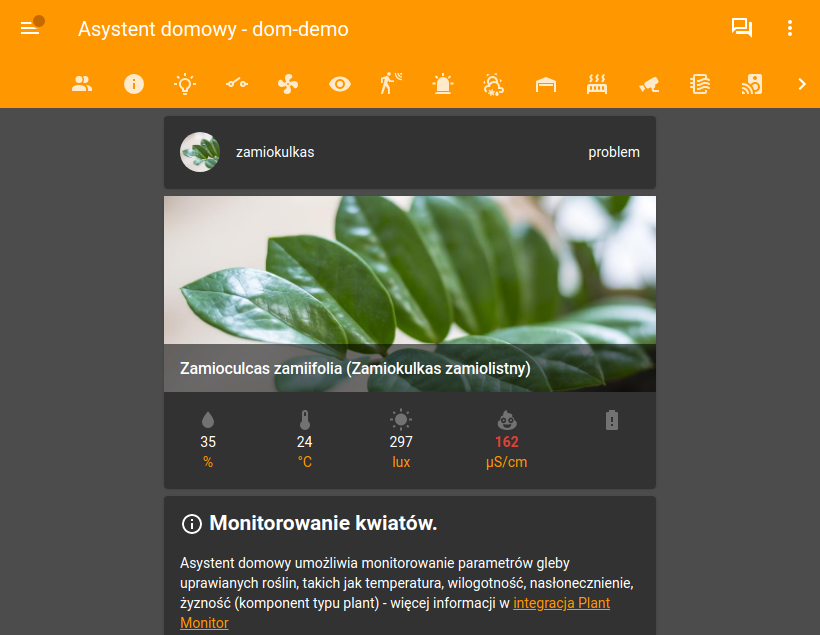 Asystent domowy - dom-demo
zamiokulkas problem
Zamioculcas zamiifolia (Zamiokulkas zamiolistny)
35 24 297 162
% °C lux µS/cm
Monitorowanie kwiatów.
Asystent domowy umożliwia monitorowanie parametrów gleby
uprawianych roślin, takich jak temperatura, wilogotność, nasłonecznienie,
żyzność (komponent typu plant) - więcej informacji w integracja Plant
Monitor